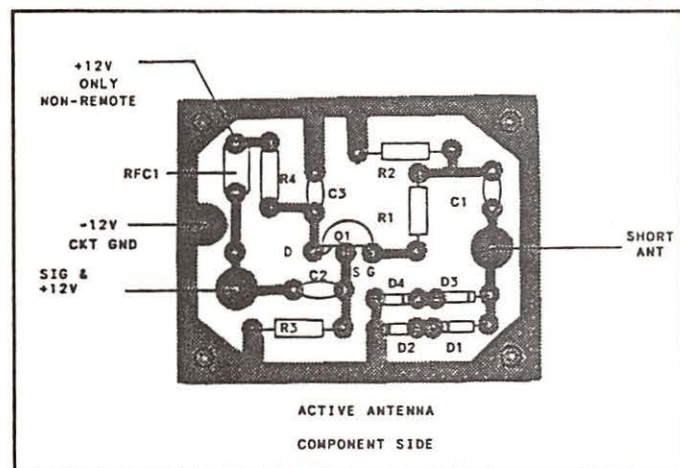 +12V
ONLY
NON-REMOTE
RFC1
-12V
CKT GND
SIG &
+12V
R4
C3
R2
R1
C1
Q1
D
S G
C2
D4
D3
R3
D2
D1
SHORT
ANT
ACTIVE ANTENNA
COMPONENT SIDE